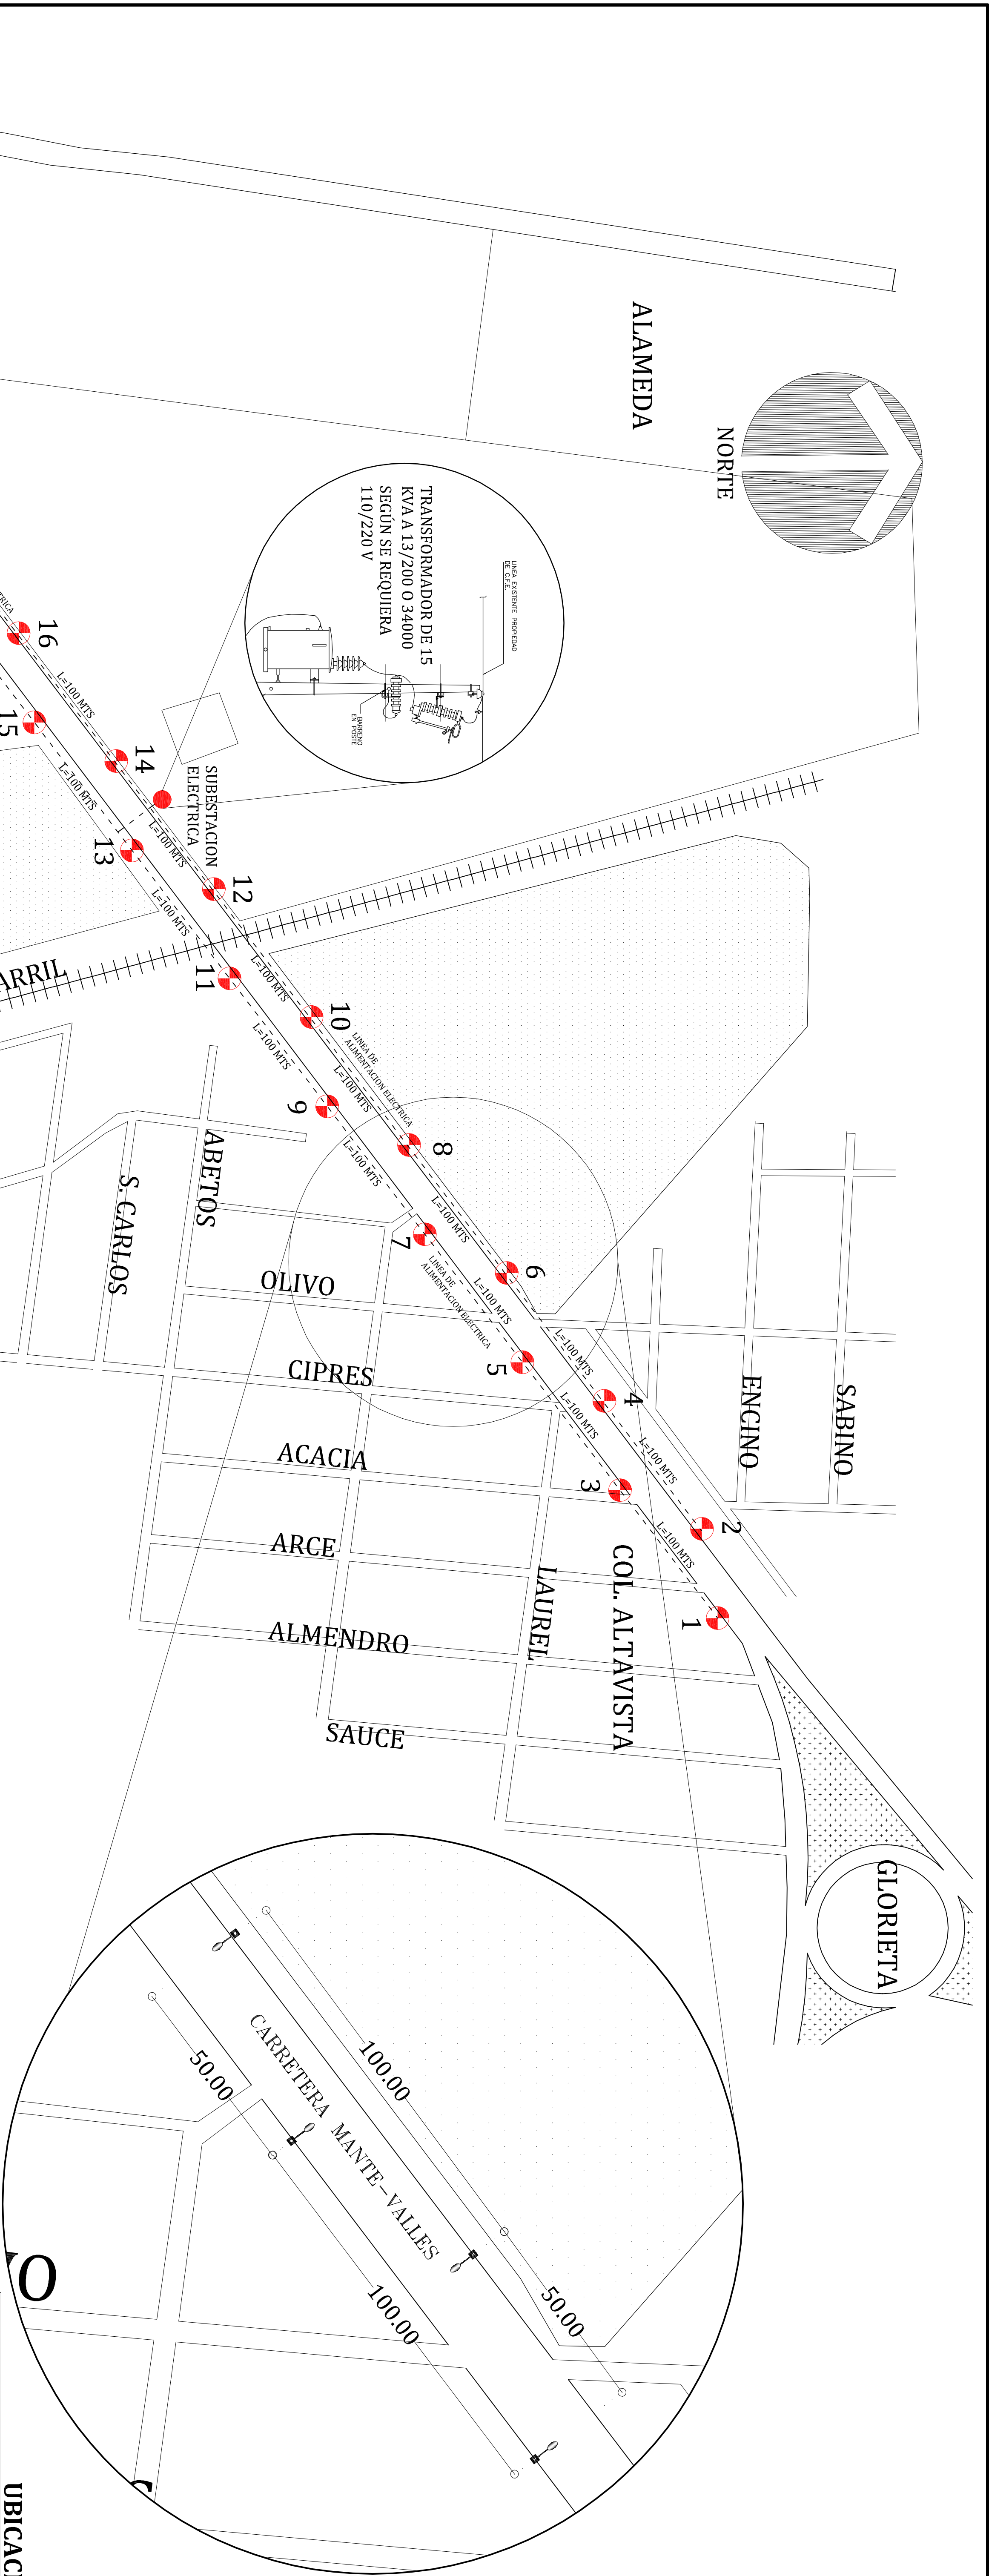 ALAMEDA
NORTE
TRANSFORMADOR DE 15
KVA A 13/200 O 34000
SEGÚN SE REQUIERA
110/220 V
LINEA EXISTENTE PROPIEDAD
DE C.F.E.
BARRENO
EN POSTE
TRICA
16
L=100 MTS
15
L=100 MTS
14
SUBESTACION
ELECTRICA
L=100 MTS
13
12
L=100 MTS
ARRIL
11
L=100 MTS
10
LINEA DE
ALIMENTACION ELECTRICA
L=100 MTS
9
L=100 MTS
8
L=100 MTS
7
LINEA DE
ALIMENTACION ELECTRICA
6
L=100 MTS
5
L=100 MTS
4
L=100 MTS
3
L=100 MTS
2
L=100 MTS
1
ABETOS
S. CARLOS
OLIVO
CIPRES
ACACIA
ARCE
ALMENDRO
SAUCE
LAUREL
COL. ALTAVISTA
ENCINO
SABINO
GLORIETA
100.00
50.00
CARRETERA MANTE-VALLES
50.00
100.00
VO
UBICAC